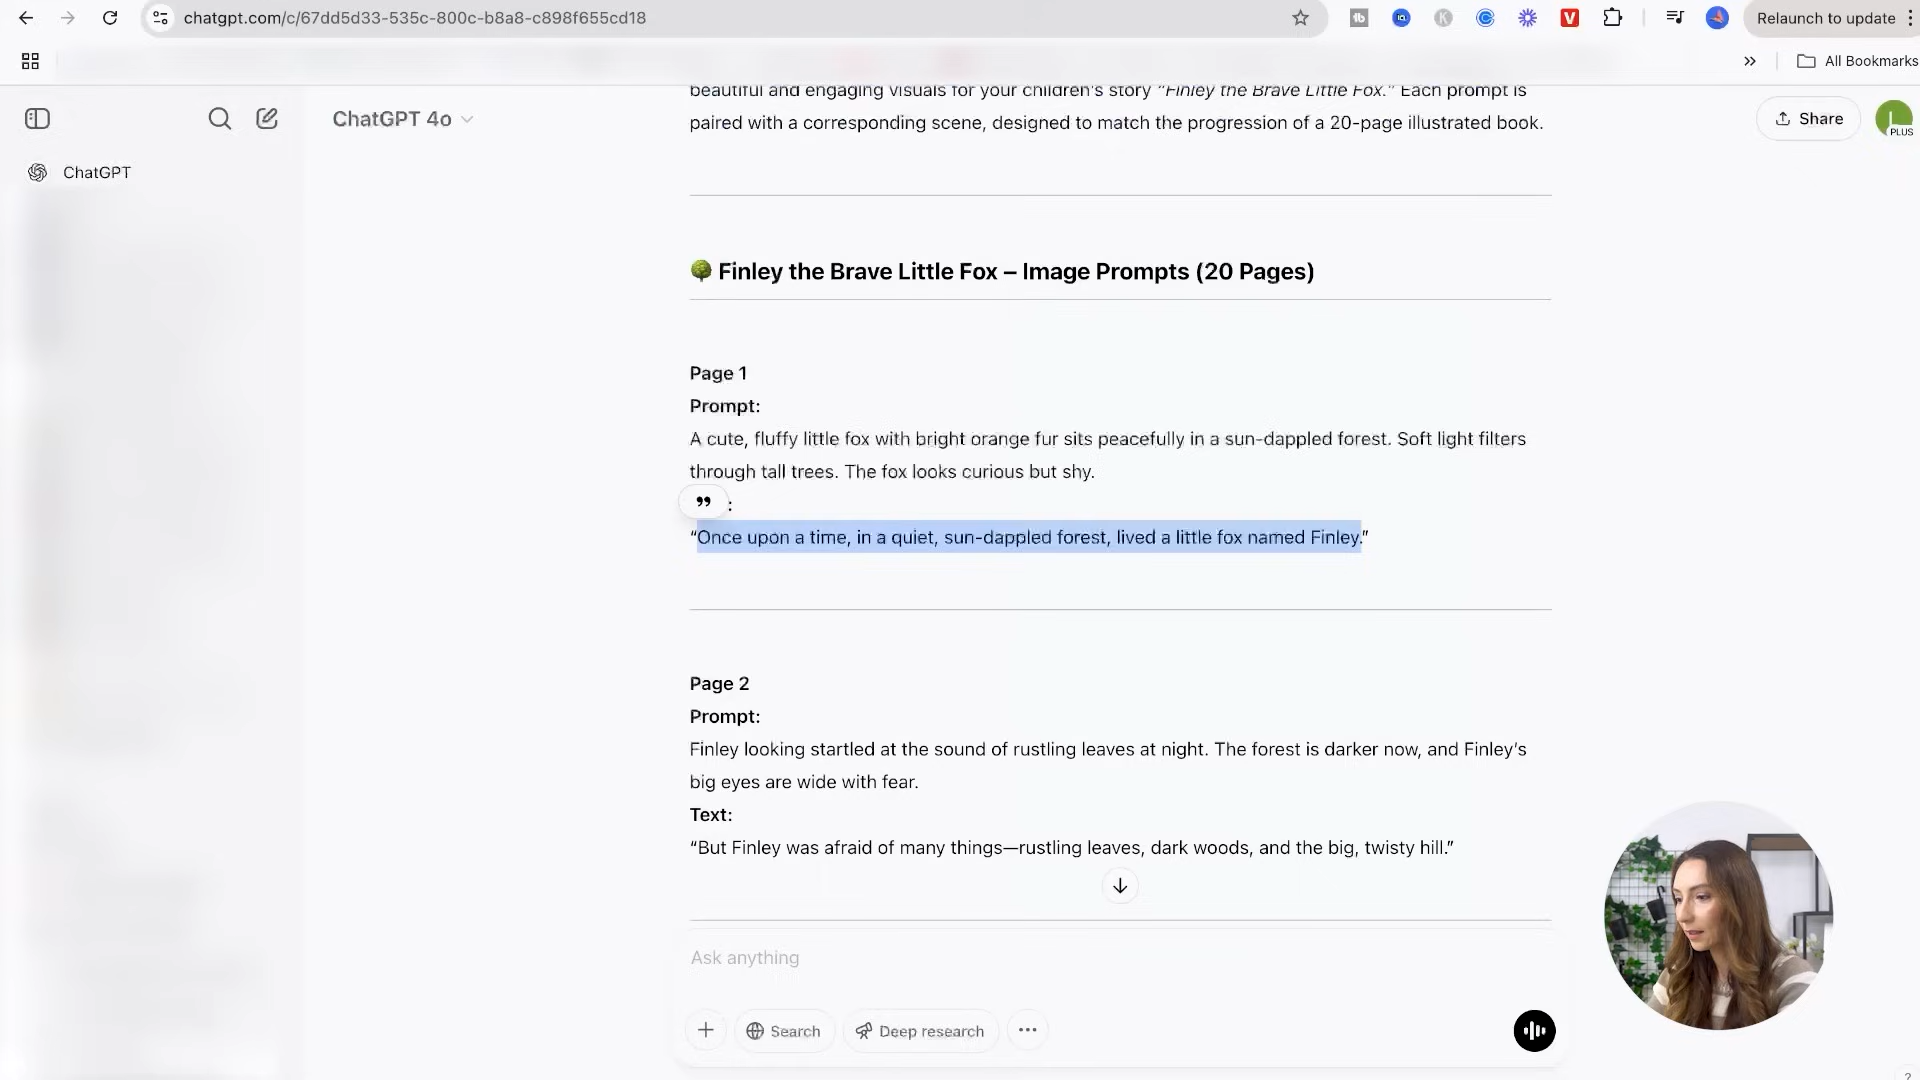 chatgpt.com/c/67dd5d33-535c-800c-b8a8-c898f655cd18
Relaunch to update
All Bookmarks
ChatGPT 4o
Share
PLUS
ChatGPT
beautiful and engaging visuals for your children's story “Finley the Brave Little Fox.” Each prompt is
paired with a corresponding scene, designed to match the progression of a 20-page illustrated book.
Finley the Brave Little Fox – Image Prompts (20 Pages)
Page 1
Prompt:
A cute, fluffy little fox with bright orange fur sits peacefully in a sun-dappled forest. Soft light filters
through tall trees. The fox looks curious but shy.
:
“Once upon a time, in a quiet, sun-dappled forest, lived a little fox named Finley.”
Page 2
Prompt:
Finley looking startled at the sound of rustling leaves at night. The forest is darker now, and Finley’s
big eyes are wide with fear.
Text:
“But Finley was afraid of many things—rustling leaves, dark woods, and the big, twisty hill.”
Ask anything
Search
Deep research
?